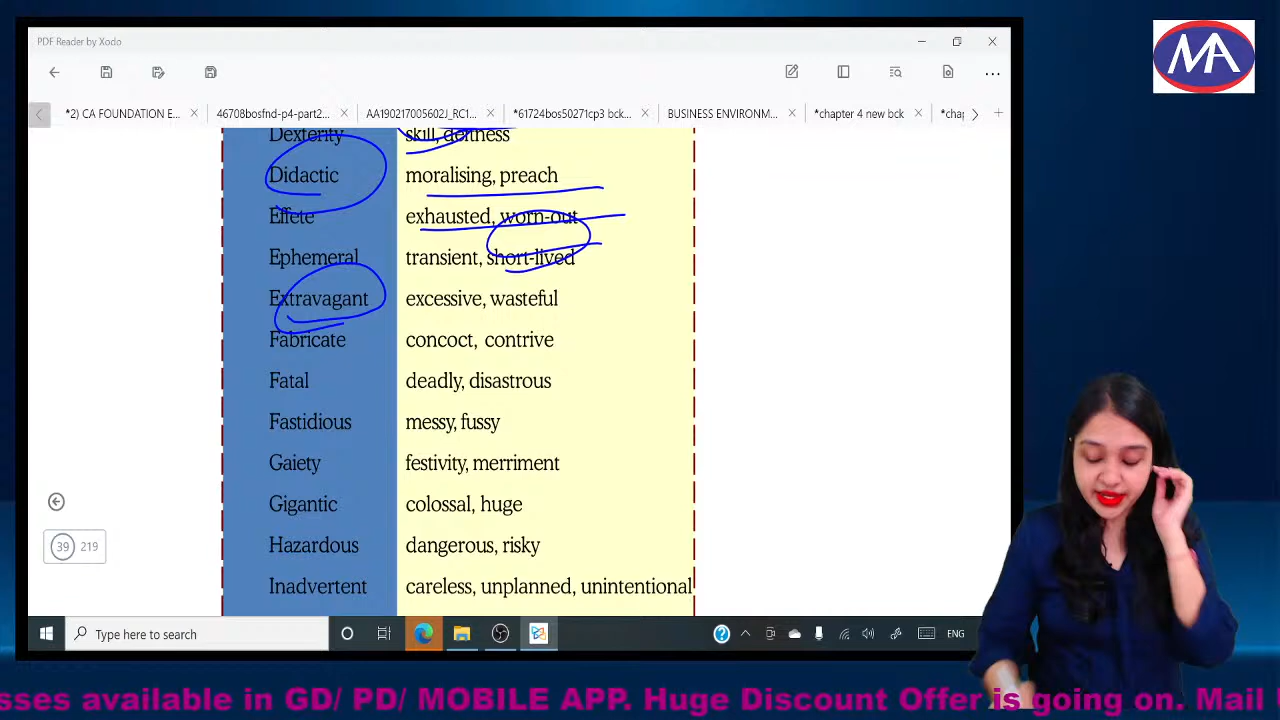 MA
PDF Reader by Xodo
*2) CA FOUNDATION E... 46708bosfnd-p4-part2... AA190217005602J_RC1... *61724bos50271cp3 bck... BUSINESS ENVIRONM... *chapter 4 new bck *chap
Dexterity skill, deftness
Didactic moralising, preach
Effete exhausted, worn-out
Ephemeral transient, short-lived
Extravagant excessive, wasteful
Fabricate concoct, contrive
Fatal deadly, disastrous
Fastidious messy, fussy
Gaiety festivity, merriment
Gigantic colossal, huge
39 219
Hazardous dangerous, risky
Inadvertent careless, unplanned, unintentional
Type here to search
ENG
sses available in GD/ PD/ MOBILE APP. Huge Discount Offer is going on. Mail